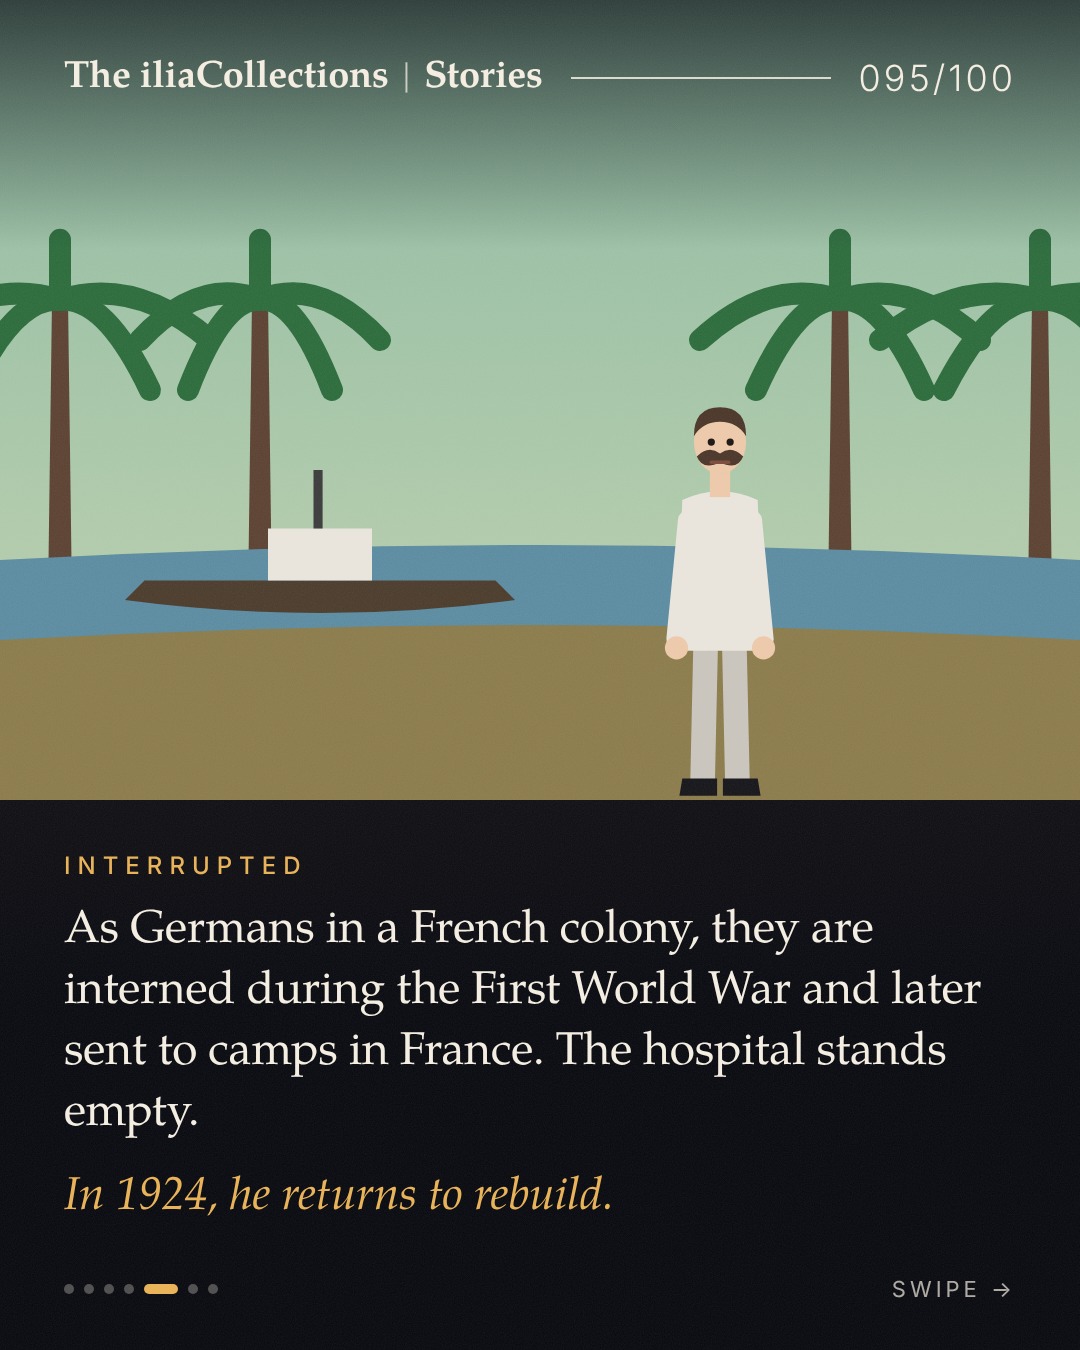 The iliaCollections | Stories 095/100
INTERRUPTED
As Germans in a French colony, they are
interned during the First World War and later
sent to camps in France. The hospital stands
empty.
In 1924, he returns to rebuild.
SWIPE →